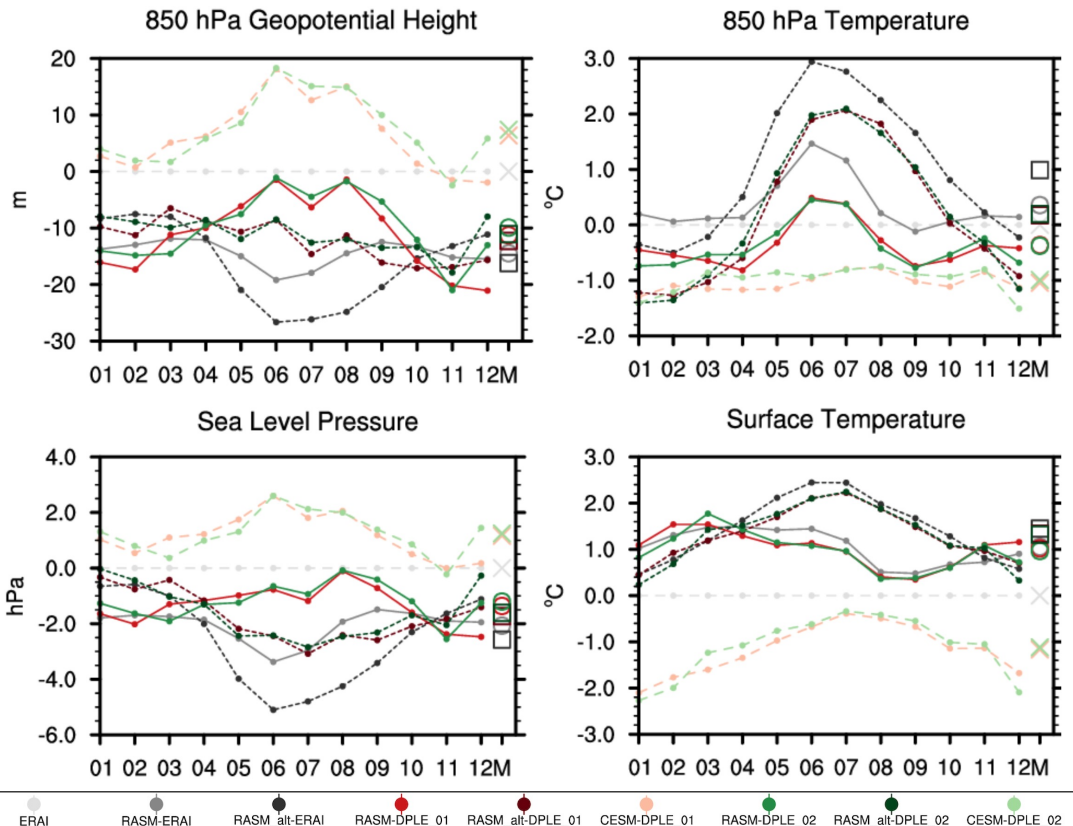 850 hPa Geopotential Height
20
10
0
-10
-20
-30
m
01 02 03 04 05 06 07 08 09 10 11 12M
850 hPa Temperature
3.0
2.0
1.0
0.0
-1.0
-2.0
ºC
01 02 03 04 05 06 07 08 09 10 11 12M
Sea Level Pressure
4.0
2.0
0.0
-2.0
-4.0
-6.0
hPa
01 02 03 04 05 06 07 08 09 10 11 12M
Surface Temperature
3.0
2.0
1.0
0.0
-1.0
-2.0
-3.0
ºC
01 02 03 04 05 06 07 08 09 10 11 12M
ERAI RASM-ERAI RASM alt-ERAI RASM-DPLE 01 RASM alt-DPLE 01 CESM-DPLE 01 RASM-DPLE 02 RASM alt-DPLE 02 CESM-DPLE 02